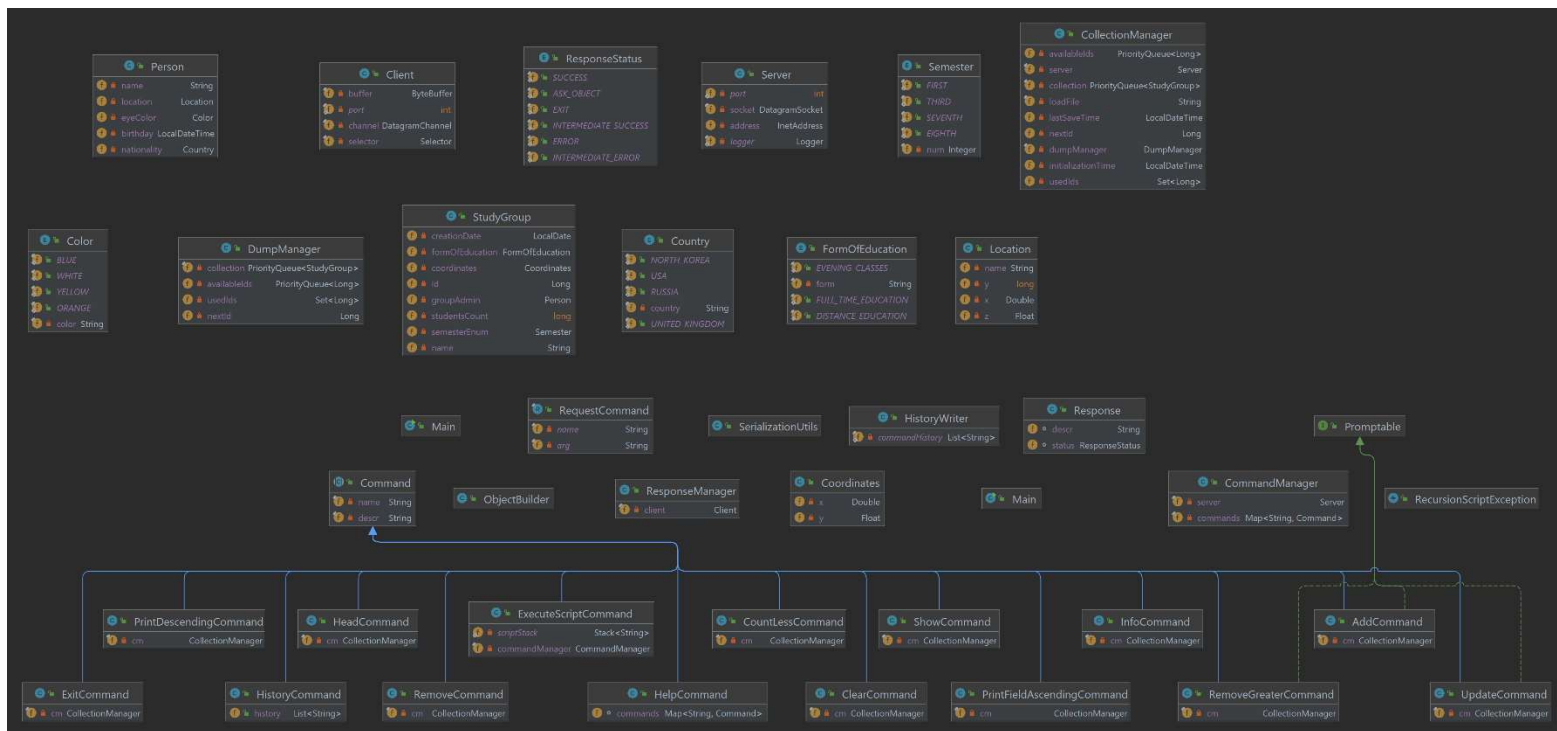 Person
name String
location Location
eyeColor Color
birthday LocalDateTime
nationality Country
Client
buffer ByteBuffer
port int
channel DatagramChannel
selector Selector
ResponseStatus
SUCCESS
ASK_OBJECT
EXIT
INTERMEDIATE_SUCCESS
ERROR
INTERMEDIATE_ERROR
Server
port int
socket DatagramSocket
address InetAddress
logger Logger
Semester
FIRST
THIRD
SEVENTH
EIGHTH
num Integer
CollectionManager
availableIds PriorityQueue<Long>
server Server
collection PriorityQueue<StudyGroup>
loadFile String
lastSaveTime LocalDateTime
nextId Long
dumpManager DumpManager
initializationTime LocalDateTime
usedIds Set<Long>
Color
BLUE
WHITE
YELLOW
ORANGE
color String
DumpManager
collection PriorityQueue<StudyGroup>
availableIds PriorityQueue<Long>
usedIds Set<Long>
nextId Long
StudyGroup
creationDate LocalDate
formOfEducation FormOfEducation
coordinates Coordinates
id Long
groupAdmin Person
studentsCount long
semesterEnum Semester
name String
Country
NORTH_KOREA
USA
RUSSIA
country String
UNITED_KINGDOM
FormOfEducation
EVENING_CLASSES
form String
FULL_TIME_EDUCATION
DISTANCE_EDUCATION
Location
name String
y long
x Double
z Float
Main
RequestCommand
name String
arg String
SerializationUtils
HistoryWriter
commandHistory List<String>
Response
descr String
status ResponseStatus
Promptable
Command
name String
descr String
ObjectBuilder
ResponseManager
client Client
Coordinates
x Double
y Float
Main
CommandManager
server Server
commands Map<String, Command>
RecursionScriptException
PrintDescendingCommand
cm CollectionManager
HeadCommand
cm CollectionManager
ExecuteScriptCommand
scriptStack Stack<String>
commandManager CommandManager
CountLessCommand
cm CollectionManager
ShowCommand
cm CollectionManager
InfoCommand
cm CollectionManager
AddCommand
cm CollectionManager
ExitCommand
cm CollectionManager
HistoryCommand
history List<String>
RemoveCommand
cm CollectionManager
HelpCommand
commands Map<String, Command>
ClearCommand
cm CollectionManager
PrintFieldAscendingCommand
cm CollectionManager
RemoveGreaterCommand
cm CollectionManager
UpdateCommand
cm CollectionManager